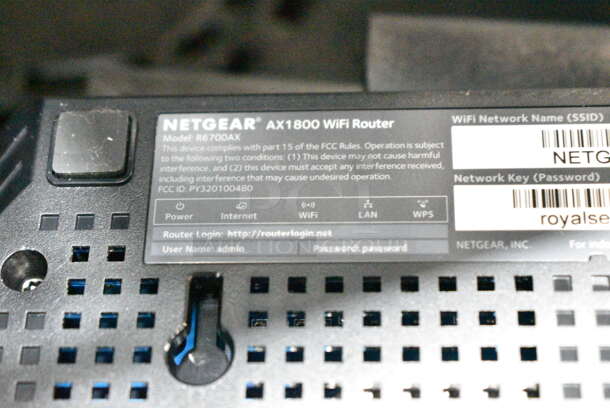 NETGEAR® AX1800 WiFi Router
Model: R6700AX
This device complies with part 15 of the FCC Rules. Operation is subject
to the following two conditions: (1) This device may not cause harmful
interference, and (2) this device must accept any interference received,
including interference that may cause undesired operation.
FCC ID: PY320100480
Power Internet WiFi LAN WPS
Router Login: http://routerlogin.net
User Name: admin Password: password
WiFi Network Name (SSID)
NETG
Network Key (Password)
royalse
NETGEAR, INC. For ind